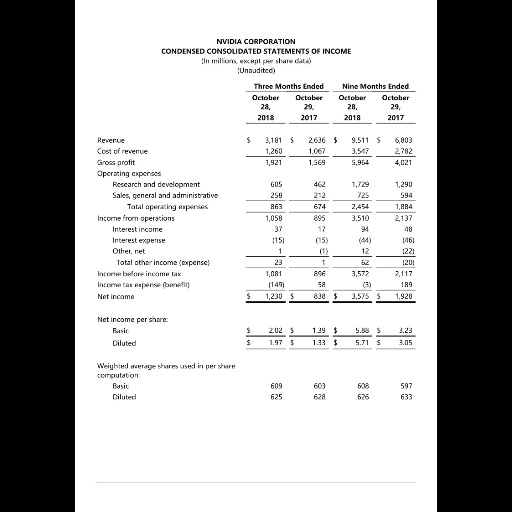 NVIDIA CORPORATION
CONDENSED CONSOLIDATED STATEMENTS OF INCOME
(In millions, except per share data)
(Unaudited)
Three Months Ended Nine Months Ended
October 28, 2018 October 29, 2017 October 28, 2018 October 29, 2017
Revenue $ 3,181 $ 2,636 $ 9,511 $ 6,803
Cost of revenue 1,260 1,067 3,547 2,782
Gross profit 1,921 1,569 5,964 4,021
Operating expenses
Research and development 605 462 1,729 1,290
Sales, general and administrative 258 212 725 594
Total operating expenses 863 674 2,454 1,884
Income from operations 1,058 895 3,510 2,137
Interest income 37 17 94 48
Interest expense (15) (15) (44) (46)
Other, net 1 (1) 12 (22)
Total other income (expense) 23 1 62 (20)
Income before income tax 1,081 896 3,572 2,117
Income tax expense (benefit) (149) 58 (3) 189
Net income $ 1,230 $ 838 $ 3,575 $ 1,928
Net income per share:
Basic $ 2.02 $ 1.39 $ 5.88 $ 3.23
Diluted $ 1.97 $ 1.33 $ 5.71 $ 3.05
Weighted average shares used in per share
computation:
Basic 609 603 608 597
Diluted 625 628 626 633